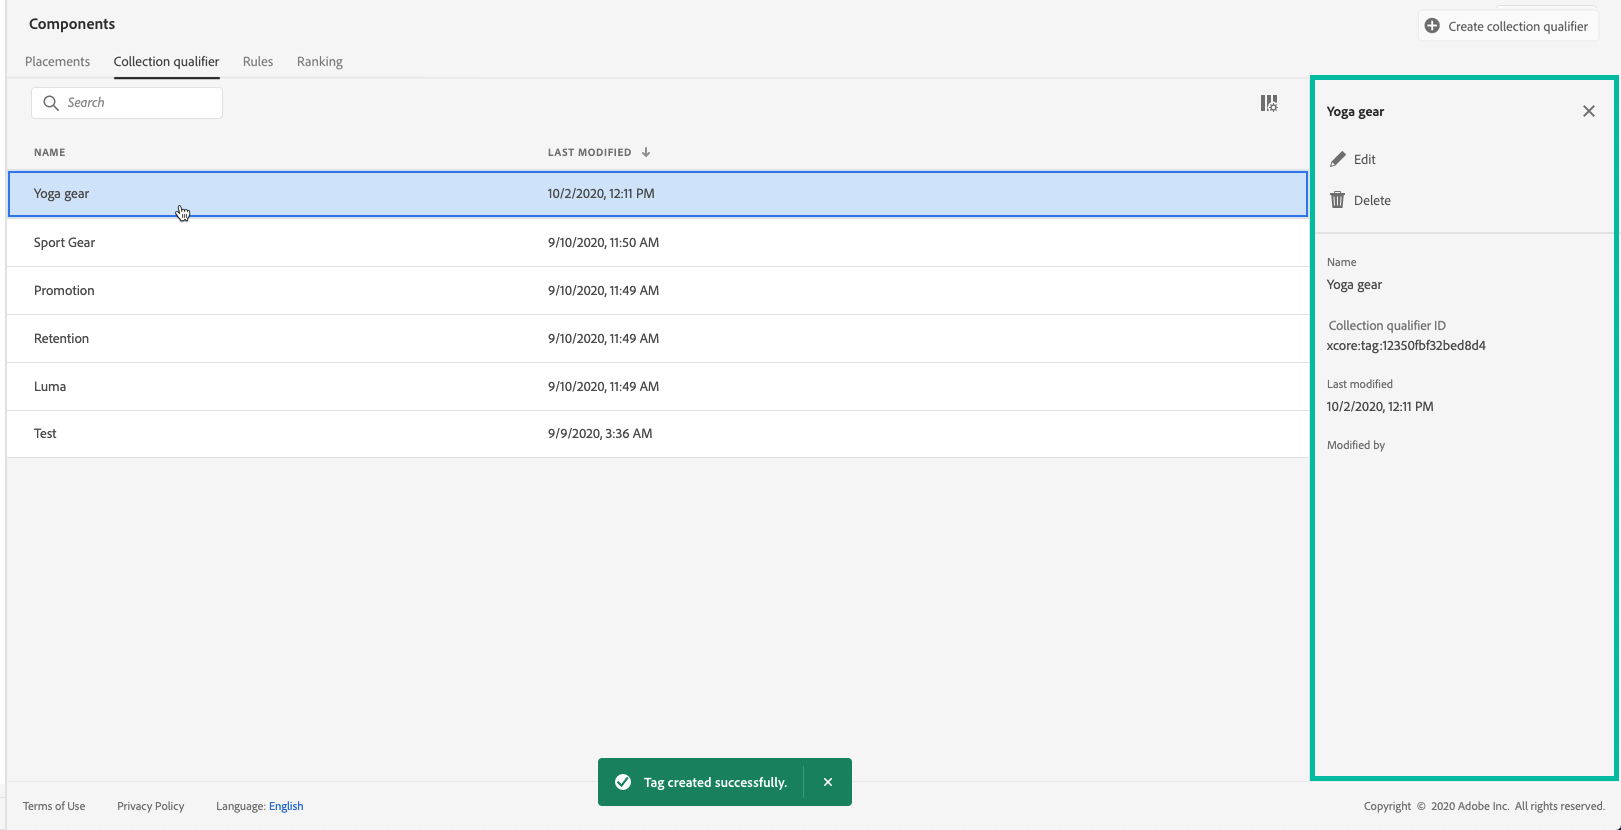 Components
Create collection qualifier
Placements Collection qualifier Rules Ranking
Search
NAME LAST MODIFIED
Yoga gear 10/2/2020, 12:11 PM
Sport Gear 9/10/2020, 11:50 AM
Promotion 9/10/2020, 11:49 AM
Retention 9/10/2020, 11:49 AM
Luma 9/10/2020, 11:49 AM
Test 9/9/2020, 3:36 AM
Yoga gear
Edit
Delete
Name
Yoga gear
Collection qualifier ID
xcore:tag:12350fbf32bed8d4
Last modified
10/2/2020, 12:11 PM
Modified by
Tag created successfully.
Terms of Use Privacy Policy Language: English
Copyright © 2020 Adobe Inc. All rights reserved.